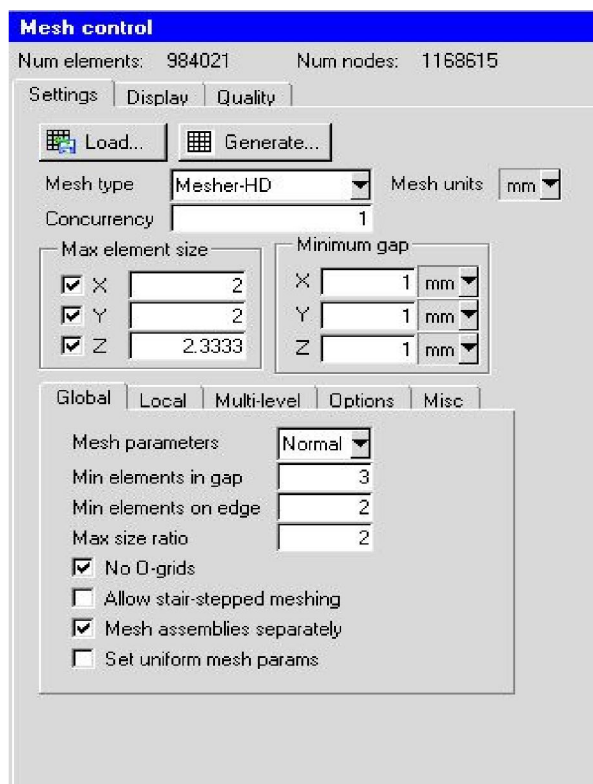 Mesh control
Num elements: 984021 Num nodes: 1168615
Settings Display Quality
Load... Generate...
Mesh type Mesher-HD Mesh units mm
Concurrency 1
Max element size Minimum gap
X 2 X 1 mm
Y 2 Y 1 mm
Z 2.3333 Z 1 mm
Global Local Multi-level Options Misc
Mesh parameters Normal
Min elements in gap 3
Min elements on edge 2
Max size ratio 2
No O-grids
Allow stair-stepped meshing
Mesh assemblies separately
Set uniform mesh params